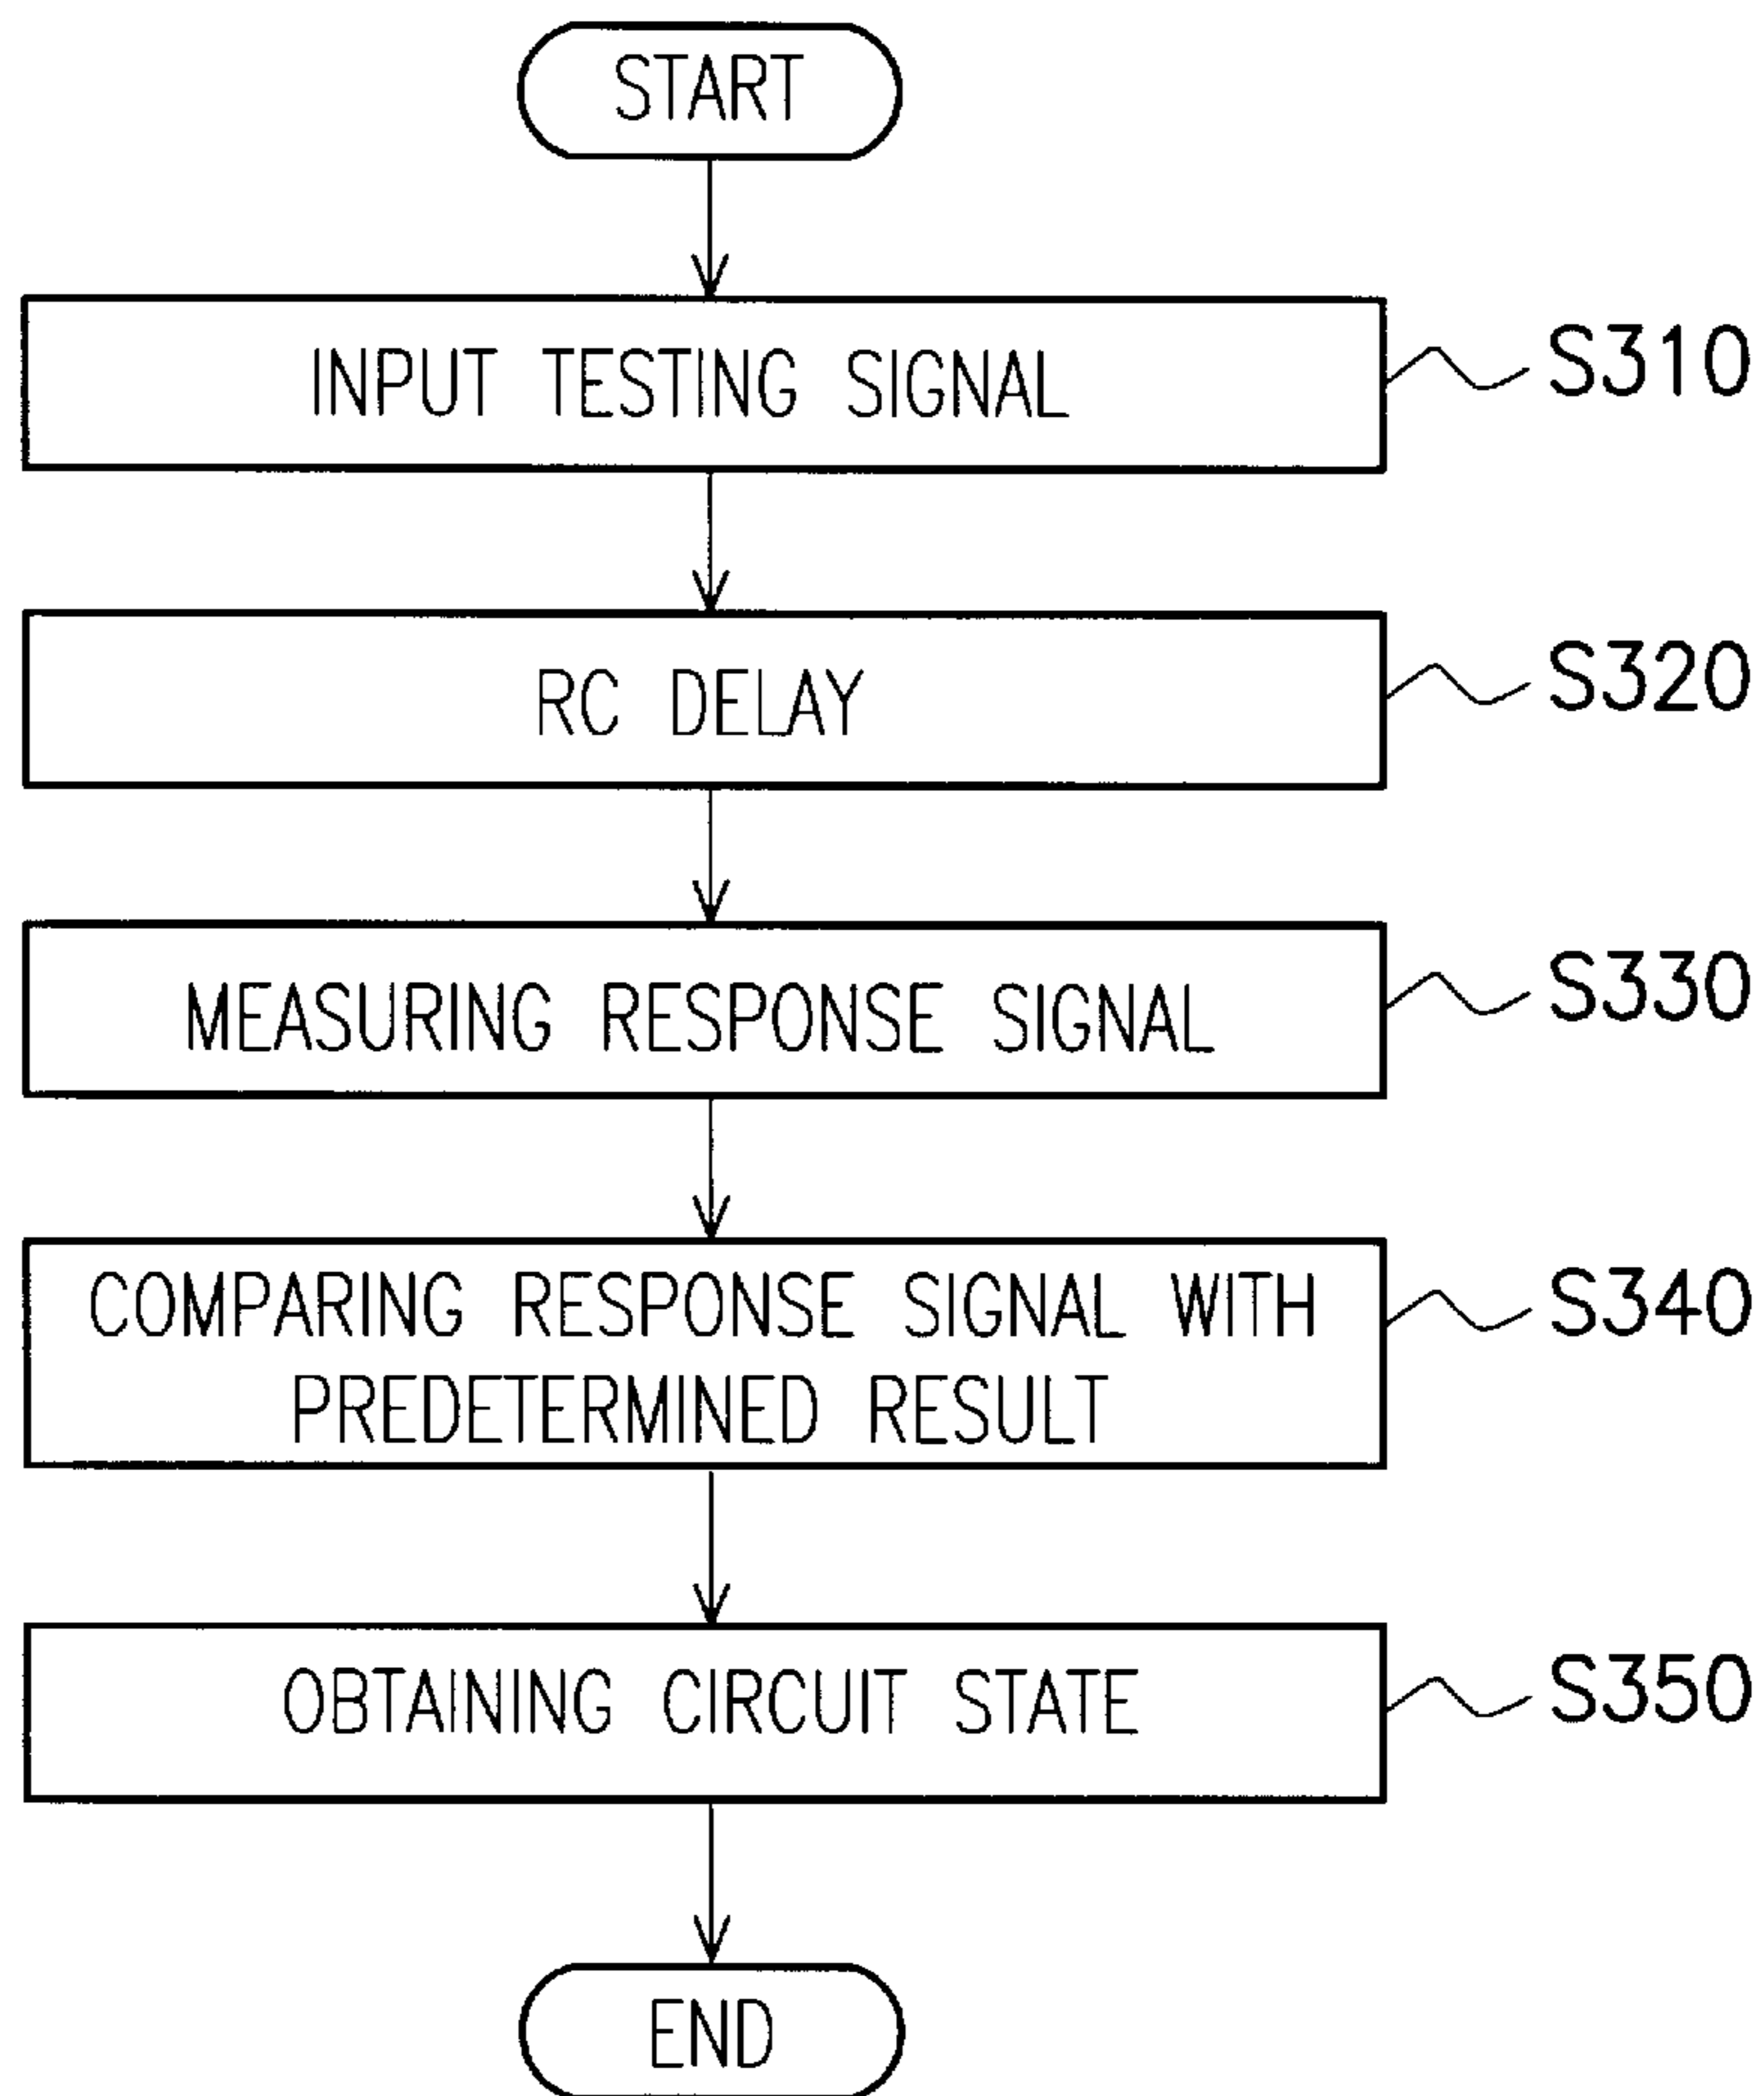 START
INPUT TESTING SIGNAL
S310
RC DELAY
S320
MEASURING RESPONSE SIGNAL
S330
COMPARING RESPONSE SIGNAL WITH
PREDETERMINED RESULT
S340
OBTAINING CIRCUIT STATE
S350
END